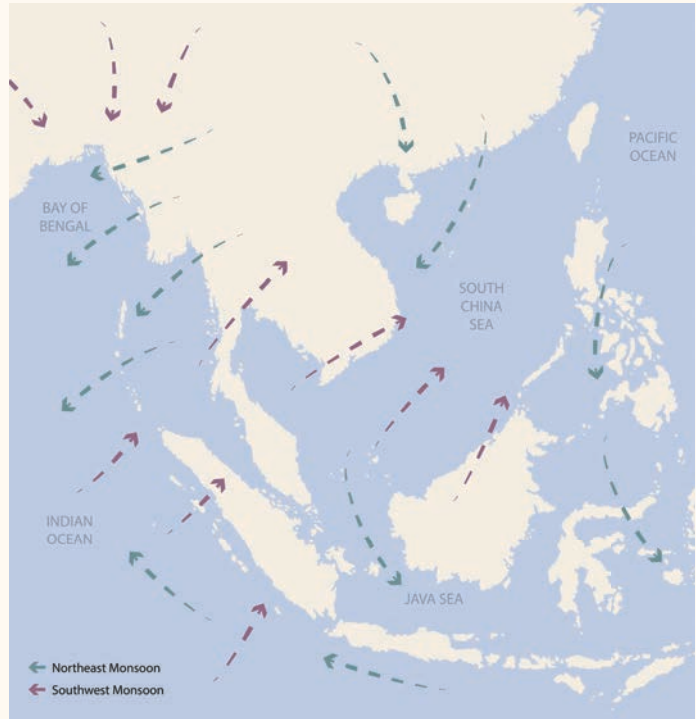 PACIFIC
OCEAN
BAY OF
BENGAL
SOUTH
CHINA
SEA
INDIAN
OCEAN
JAVA SEA
Northeast Monsoon
Southwest Monsoon